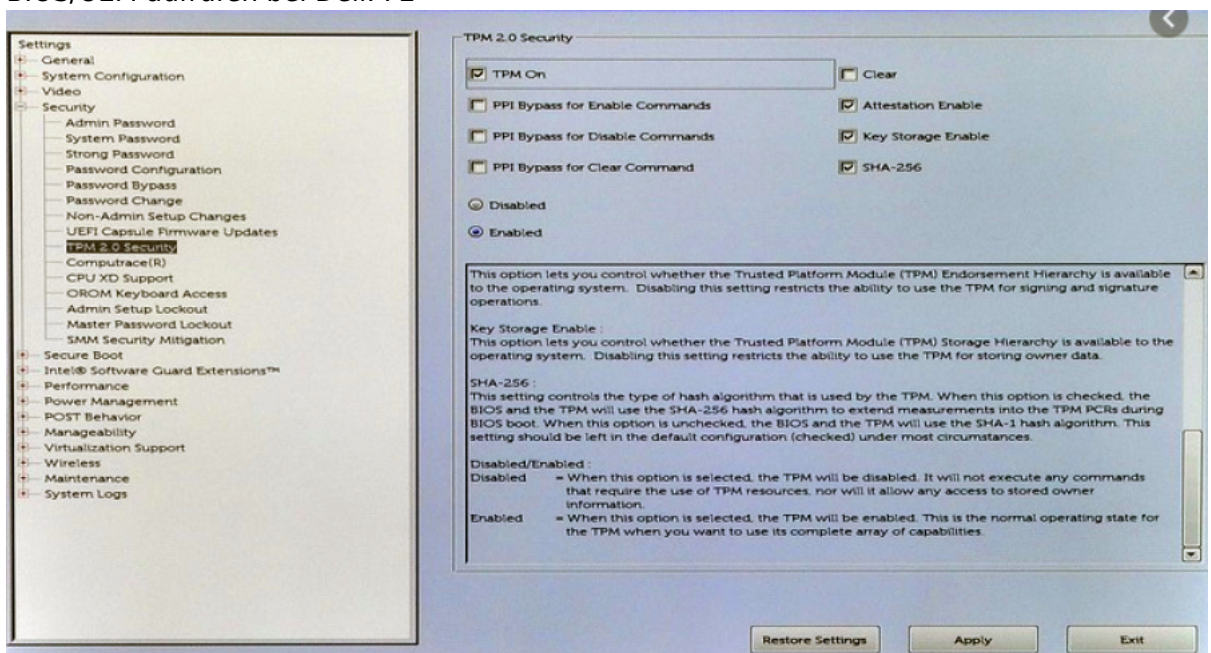 Settings
General
System Configuration
Video
Security
Admin Password
System Password
Strong Password
Password Configuration
Password Bypass
Password Change
Non-Admin Setup Changes
UEFI Capsule Firmware Updates
TPM 2.0 Security
Computrace(R)
CPU XD Support
OROM Keyboard Access
Admin Setup Lockout
Master Password Lockout
SMM Security Mitigation
Secure Boot
Intel® Software Guard Extensions™
Performance
Power Management
POST Behavior
Manageability
Virtualization Support
Wireless
Maintenance
System Logs
TPM 2.0 Security
TPM On
Clear
PPI Bypass for Enable Commands
Attestation Enable
PPI Bypass for Disable Commands
Key Storage Enable
PPI Bypass for Clear Command
SHA-256
Disabled
Enabled
This option lets you control whether the Trusted Platform Module (TPM) Endorsement Hierarchy is available
to the operating system. Disabling this setting restricts the ability to use the TPM for signing and signature
operations.
Key Storage Enable :
This option lets you control whether the Trusted Platform Module (TPM) Storage Hierarchy is available to the
operating system. Disabling this setting restricts the ability to use the TPM for storing owner data.
SHA-256 :
This setting controls the type of hash algorithm that is used by the TPM. When this option is checked, the
BIOS and the TPM will use the SHA-256 hash algorithm to extend measurements into the TPM PCRs during
BIOS boot. When this option is unchecked, the BIOS and the TPM will use the SHA-1 hash algorithm. This
setting should be left in the default configuration (checked) under most circumstances.
Disabled/Enabled :
Disabled = When this option is selected, the TPM will be disabled. It will not execute any commands
that require the use of TPM resources, nor will it allow any access to stored owner
information.
Enabled = When this option is selected, the TPM will be enabled. This is the normal operating state for
the TPM when you want to use its complete array of capabilities.
Restore Settings
Apply
Exit